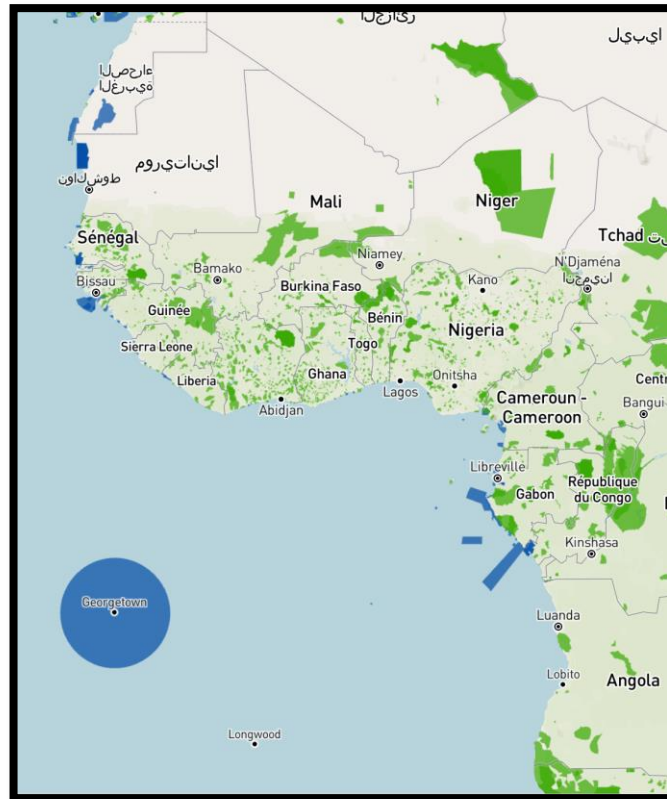 الجزائر
ليبيا
الصحراء
الغربية
موريتانيا
نواكشوط
Mali
Niger
Sénégal
Tchad
Niamey
N'Djaména
انجمينا
Bamako
Kano
Bissau
Burkina Faso
Guinée
Bénin
Nigeria
Sierra Leone
Togo
Ghana
Liberia
Onitsha
Lagos
Abidjan
Cameroun -
Cameroon
Centr
Bangui
Libreville
Gabon
République
du Congo
Kinshasa
Georgetown
Luanda
Lobito
Angola
Longwood